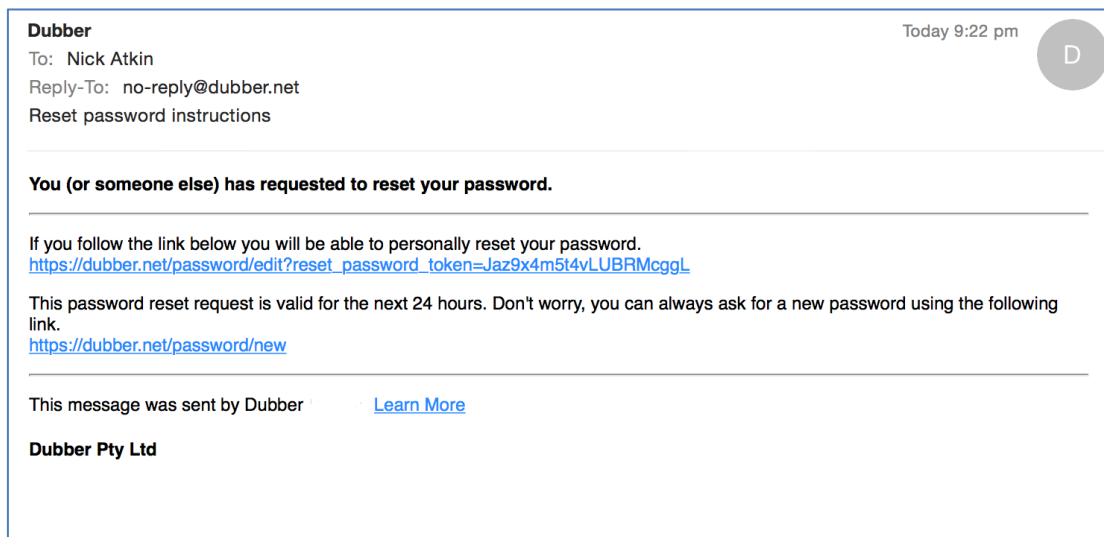 Dubber
Today 9:22 pm
D
To: Nick Atkin
Reply-To: no-reply@dubber.net
Reset password instructions
You (or someone else) has requested to reset your password.
If you follow the link below you will be able to personally reset your password.
https://dubber.net/password/edit?reset_password_token=Jaz9x4m5t4vLUBRMcggL
This password reset request is valid for the next 24 hours. Don't worry, you can always ask for a new password using the following
link.
https://dubber.net/password/new
This message was sent by Dubber Learn More
Dubber Pty Ltd